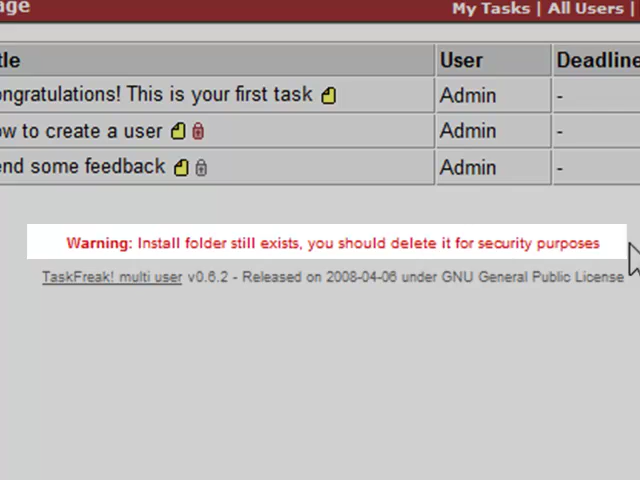 age My Tasks | All Users |
tle User Deadline
ongratulations! This is your first task Admin -
ow to create a user Admin -
end some feedback Admin -
Warning: Install folder still exists, you should delete it for security purposes
TaskFreak! multi user v0.6.2 - Released on 2008-04-06 under GNU General Public License